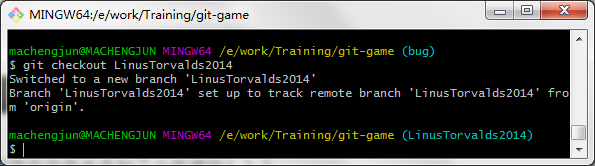 MINGW64:/e/work/Training/git-game
machengjun@MACHENGJUN MINGW64 /e/work/Training/git-game (bug)
$ git checkout LinusTorvalds2014
Switched to a new branch 'LinusTorvalds2014'
Branch 'LinusTorvalds2014' set up to track remote branch 'LinusTorvalds2014' fro
m 'origin'.
machengjun@MACHENGJUN MINGW64 /e/work/Training/git-game (LinusTorvalds2014)
$